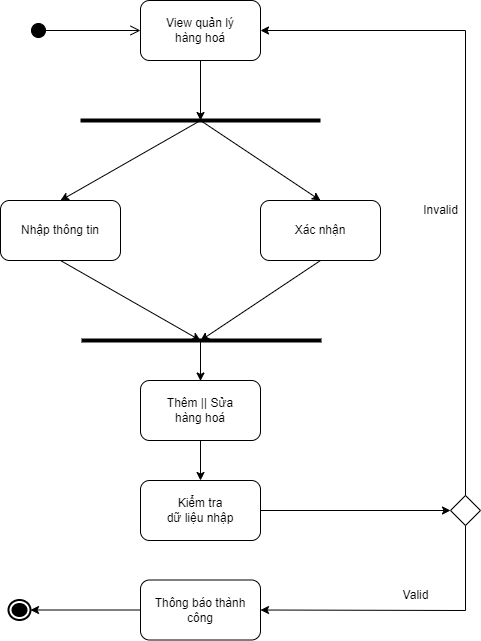 View quản lý
hàng hoá
Nhập thông tin
Xác nhận
Invalid
Thêm || Sửa
hàng hoá
Kiểm tra
dữ liệu nhập
Valid
Thông báo thành
công